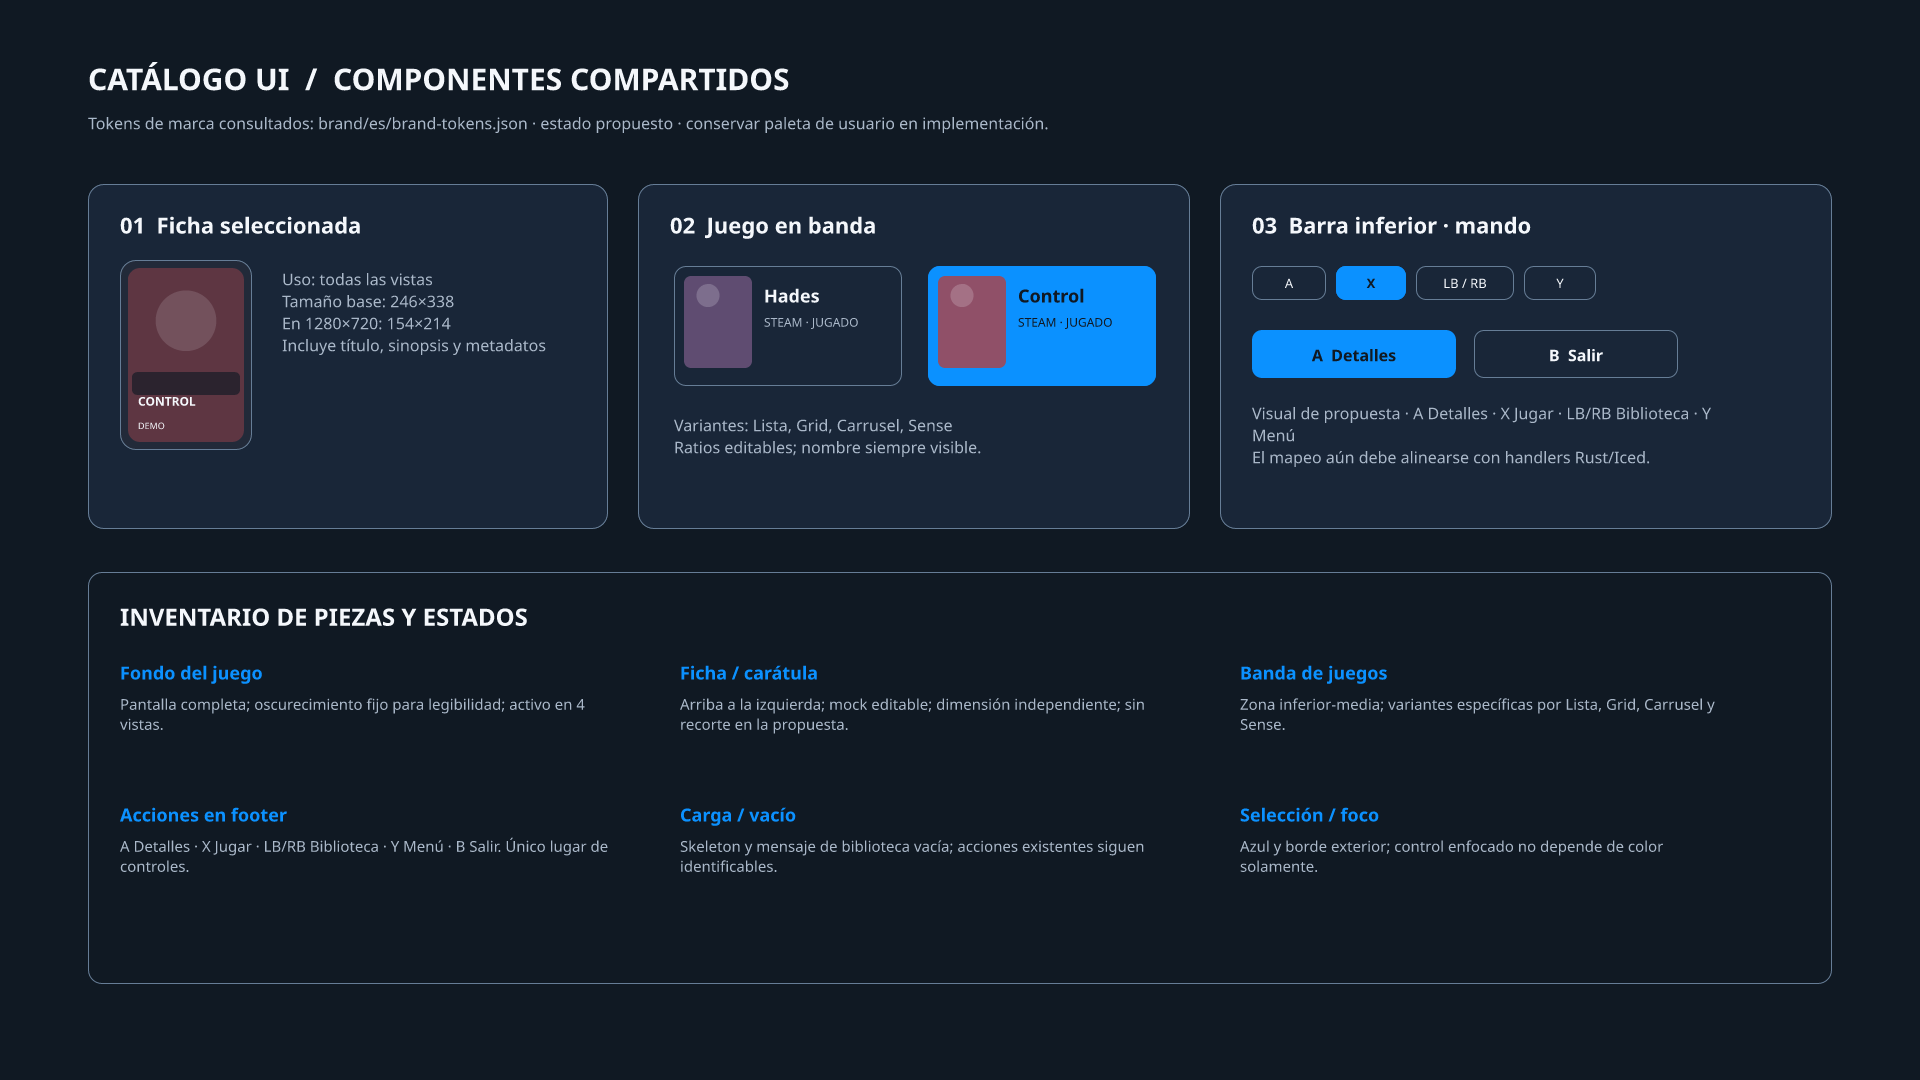 CATÁLOGO UI / COMPONENTES COMPARTIDOS
Tokens de marca consultados: brand/es/brand-tokens.json · estado propuesto · conservar paleta de usuario en implementación.
01 Ficha seleccionada
CONTROL
DEMO
Uso: todas las vistas
Tamaño base: 246×338
En 1280×720: 154×214
Incluye título, sinopsis y metadatos
02 Juego en banda
Hades
STEAM · JUGADO
Control
STEAM · JUGADO
Variantes: Lista, Grid, Carrusel, Sense
Ratios editables; nombre siempre visible.
03 Barra inferior · mando
A
X
LB / RB
Y
A Detalles
B Salir
Visual de propuesta · A Detalles · X Jugar · LB/RB Biblioteca · Y
Menú
El mapeo aún debe alinearse con handlers Rust/Iced.
INVENTARIO DE PIEZAS Y ESTADOS
Fondo del juego
Pantalla completa; oscurecimiento fijo para legibilidad; activo en 4
vistas.
Ficha / carátula
Arriba a la izquierda; mock editable; dimensión independiente; sin
recorte en la propuesta.
Banda de juegos
Zona inferior-media; variantes específicas por Lista, Grid, Carrusel y
Sense.
Acciones en footer
A Detalles · X Jugar · LB/RB Biblioteca · Y Menú · B Salir. Único lugar de
controles.
Carga / vacío
Skeleton y mensaje de biblioteca vacía; acciones existentes siguen
identificables.
Selección / foco
Azul y borde exterior; control enfocado no depende de color
solamente.